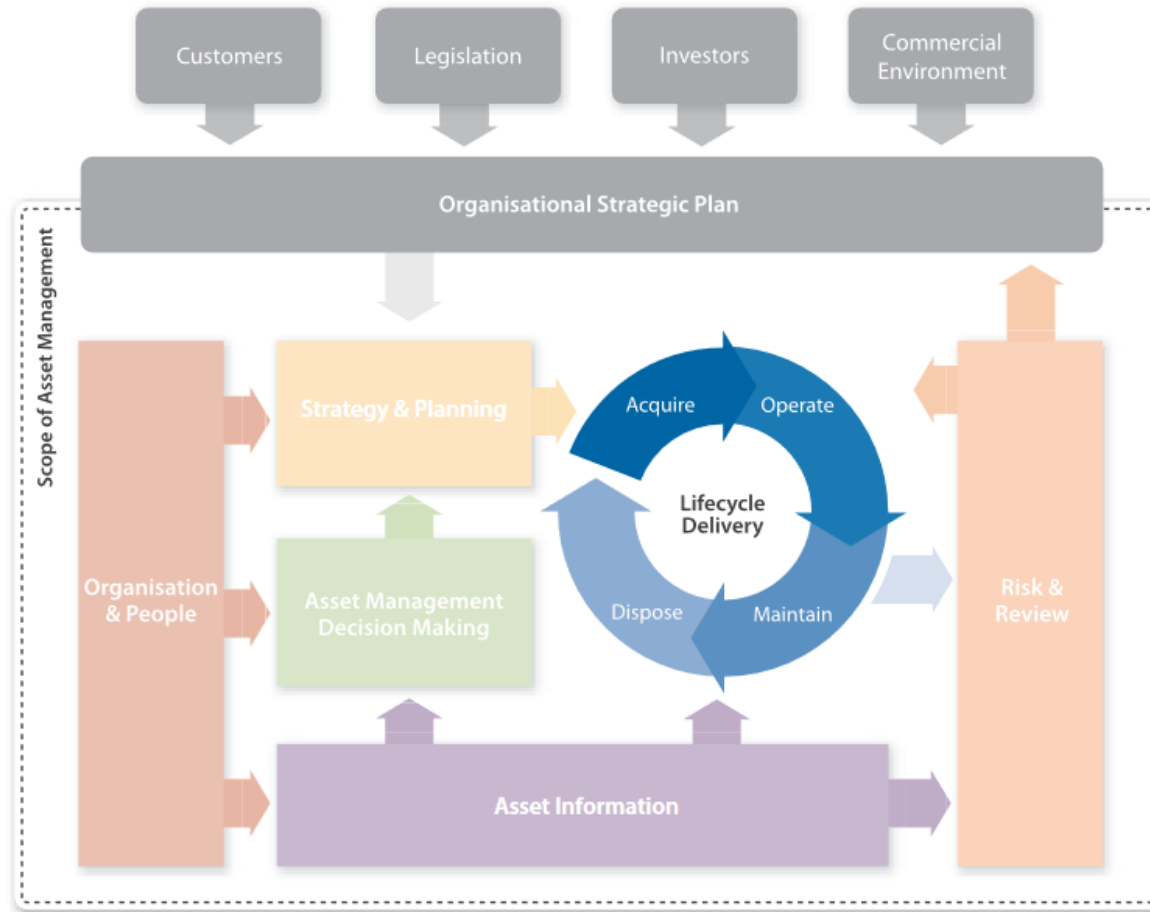 Customers
Legislation
Investors
Commercial
Environment
Organisational Strategic Plan
Scope of Asset Management
Strategy & Planning
Acquire
Operate
Lifecycle
Delivery
Organisation
& People
Asset Management
Decision Making
Dispose
Maintain
Risk &
Review
Asset Information